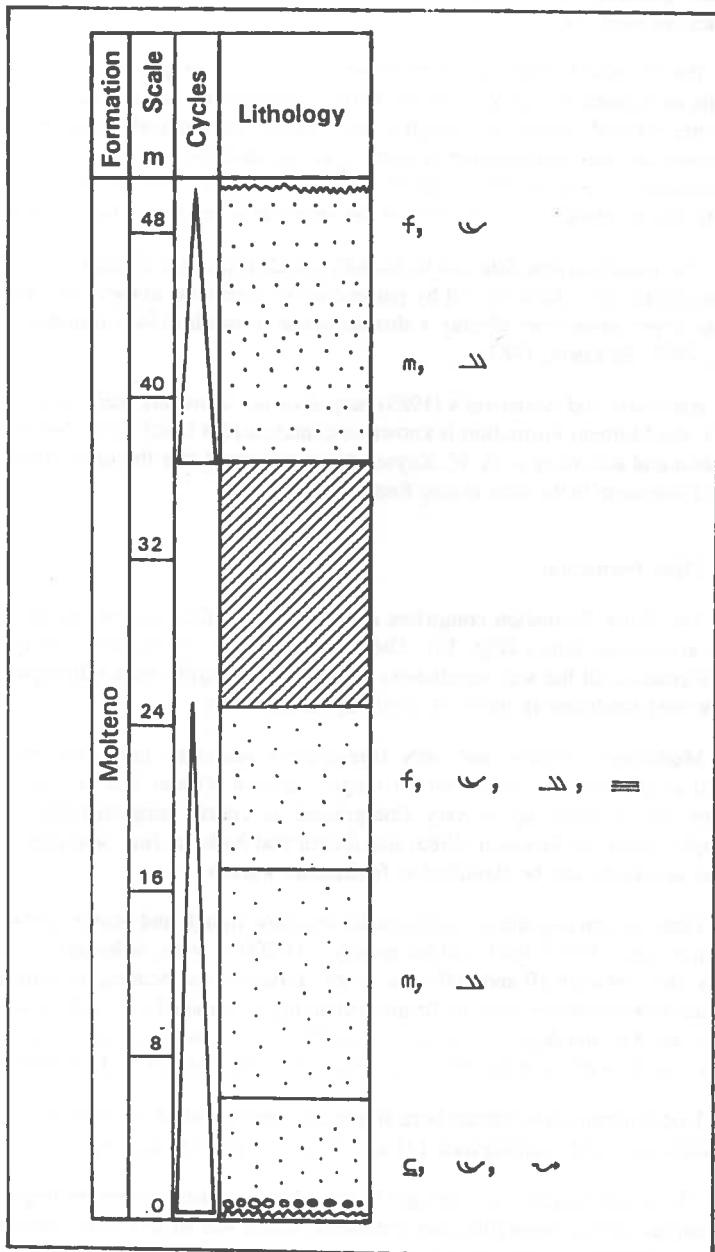 Formation
Scale
m
Cycles
Lithology
48
f,
m,
40
32
24
Molteno
f,
16
m,
8
0